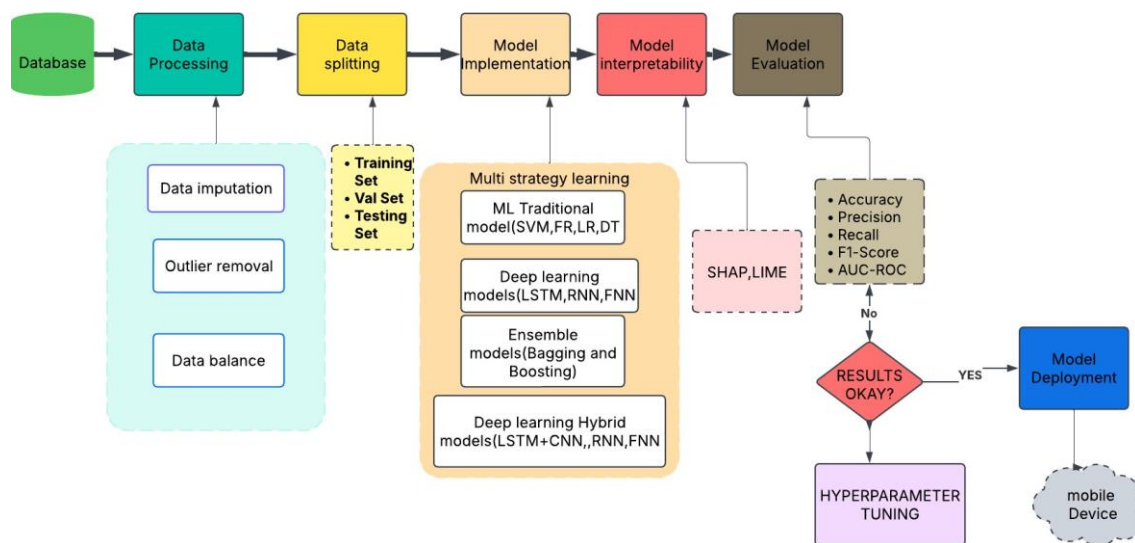 Database
Data
Processing
Data
splitting
Model
Implementation
Model
interpretability
Model
Evaluation
Data imputation
Outlier removal
Data balance
• Training
Set
• Val Set
• Testing
Set
Multi strategy learning
ML Traditional
model(SVM,FR,LR,DT
Deep learning
models(LSTM,RNN,FNN
Ensemble
models(Bagging and
Boosting)
Deep learning Hybrid
models(LSTM+CNN,,RNN,FNN
SHAP,LIME
• Accuracy
• Precision
• Recall
• F1-Score
• AUC-ROC
No
RESULTS
OKAY?
YES
Model
Deployment
HYPERPARAMETER
TUNING
mobile
Device